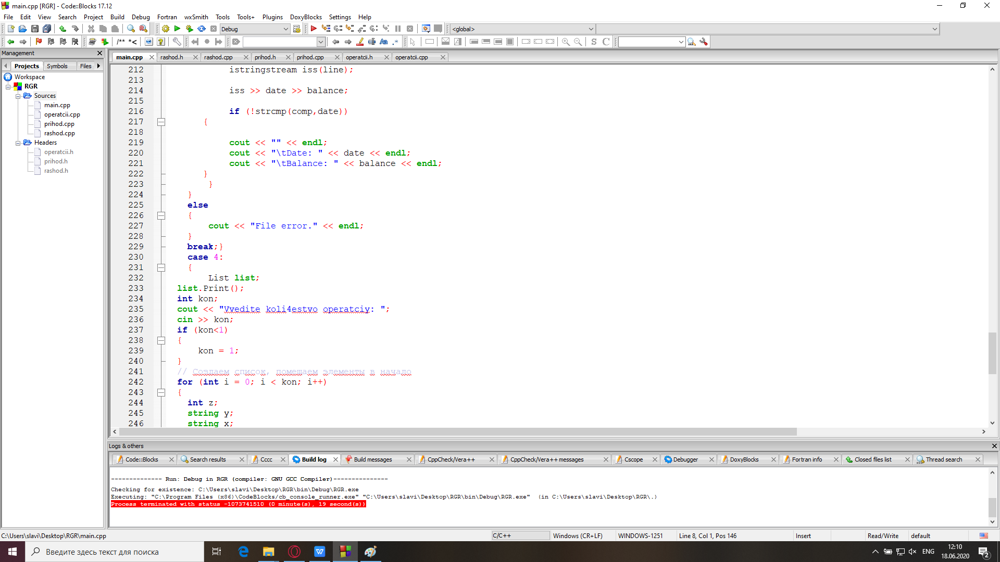 main.cpp [RGR] - Code::Blocks 17.12
File Edit View Search Project Build Debug Fortran wxSmith Tools Tools+ Plugins DoxyBlocks Settings Help
Debug <global>
/** *< Aa .* S C
Management
Projects Symbols Files
Workspace
RGR
Sources
main.cpp
operatcii.cpp
prihod.cpp
rashod.cpp
Headers
operatcii.h
prihod.h
rashod.h
main.cpp rashod.h rashod.cpp prihod.h prihod.cpp operatcii.h operatcii.cpp
212 istringstream iss(line);
213
214 iss >> date >> balance;
215
216 if (!strcmp(comp,date))
217 {
218
219 cout << "" << endl;
220 cout << "\tDate: " << date << endl;
221 cout << "\tBalance: " << balance << endl;
222 }
223 }
224 }
225 else
226 {
227 cout << "File error." << endl;
228 }
229 break;}
230 case 4:
231 {
232 List list;
233 list.Print();
234 int kon;
235 cout << "Vvedite koli4estvo operatciy: ";
236 cin >> kon;
237 if (kon<1)
238 {
239 kon = 1;
240 }
241 // Создаем список, помещаем элементы в начало
242 for (int i = 0; i < kon; i++)
243 {
244 int z;
245 string y;
246 string x;
Logs & others
Code::Blocks Search results Cccc Build log Build messages CppCheck/Vera++ CppCheck/Vera++ messages Cscope Debugger DoxyBlocks Fortran info Closed files list Thread search
-------------- Run: Debug in RGR (compiler: GNU GCC Compiler)---------------
Checking for existence: C:\Users\slavi\Desktop\RGR\bin\Debug\RGR.exe
Executing: "C:\Program Files (x86)\CodeBlocks/cb_console_runner.exe" "C:\Users\slavi\Desktop\RGR\bin\Debug\RGR.exe" (in C:\Users\slavi\Desktop\RGR\.)
Process terminated with status -1073741510 (0 minute(s), 19 second(s))
C:\Users\slavi\Desktop\RGR\main.cpp C/C++ Windows (CR+LF) WINDOWS-1251 Line 8, Col 1, Pos 146 Insert Read/Write default
Введите здесь текст для поиска
ENG 12:10
18.06.2020
2